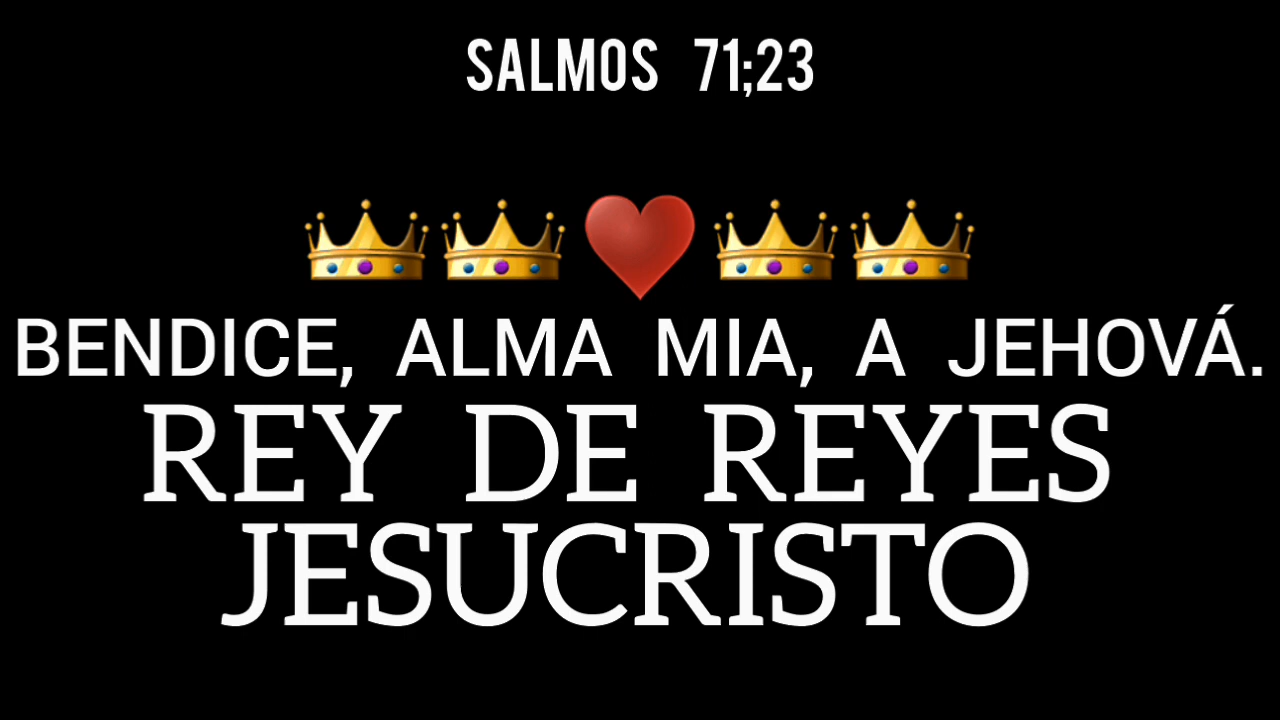 SALMOS 71;23
BENDICE, ALMA MIA, A JEHOVÁ.
REY DE REYES
JESUCRISTO